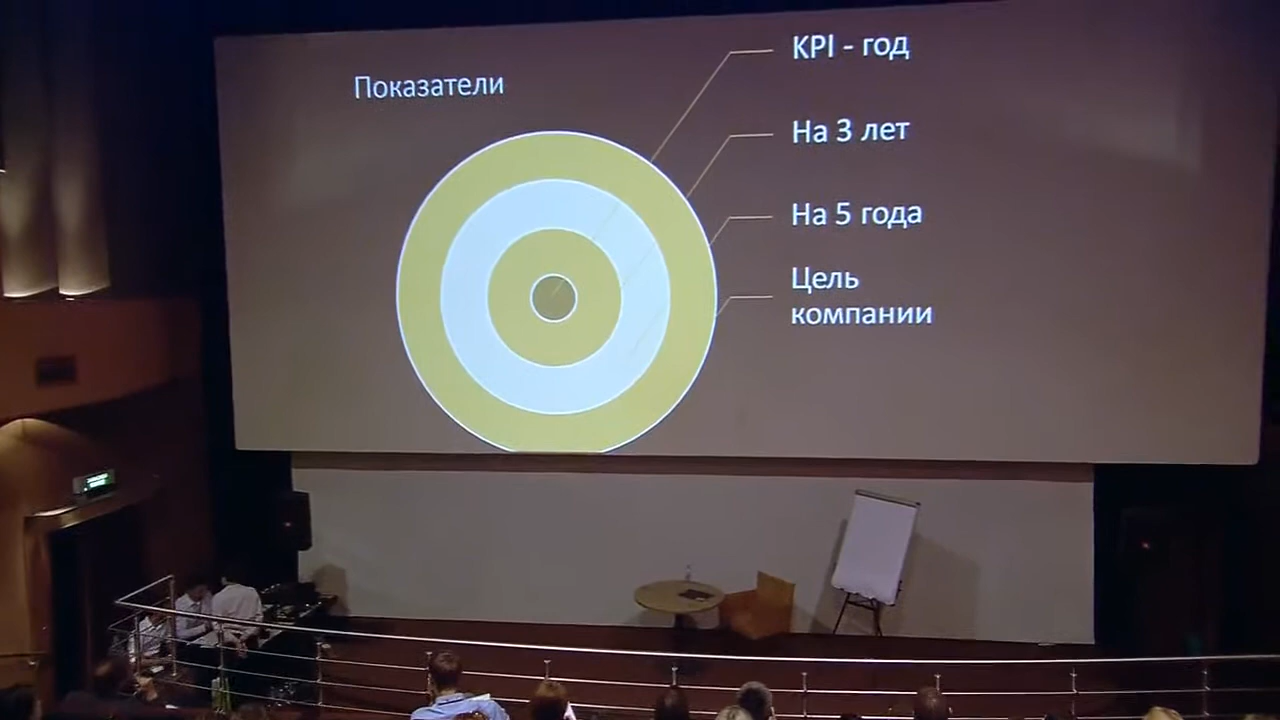 Показатели
KPI - год
На 3 лет
На 5 года
Цель
компании